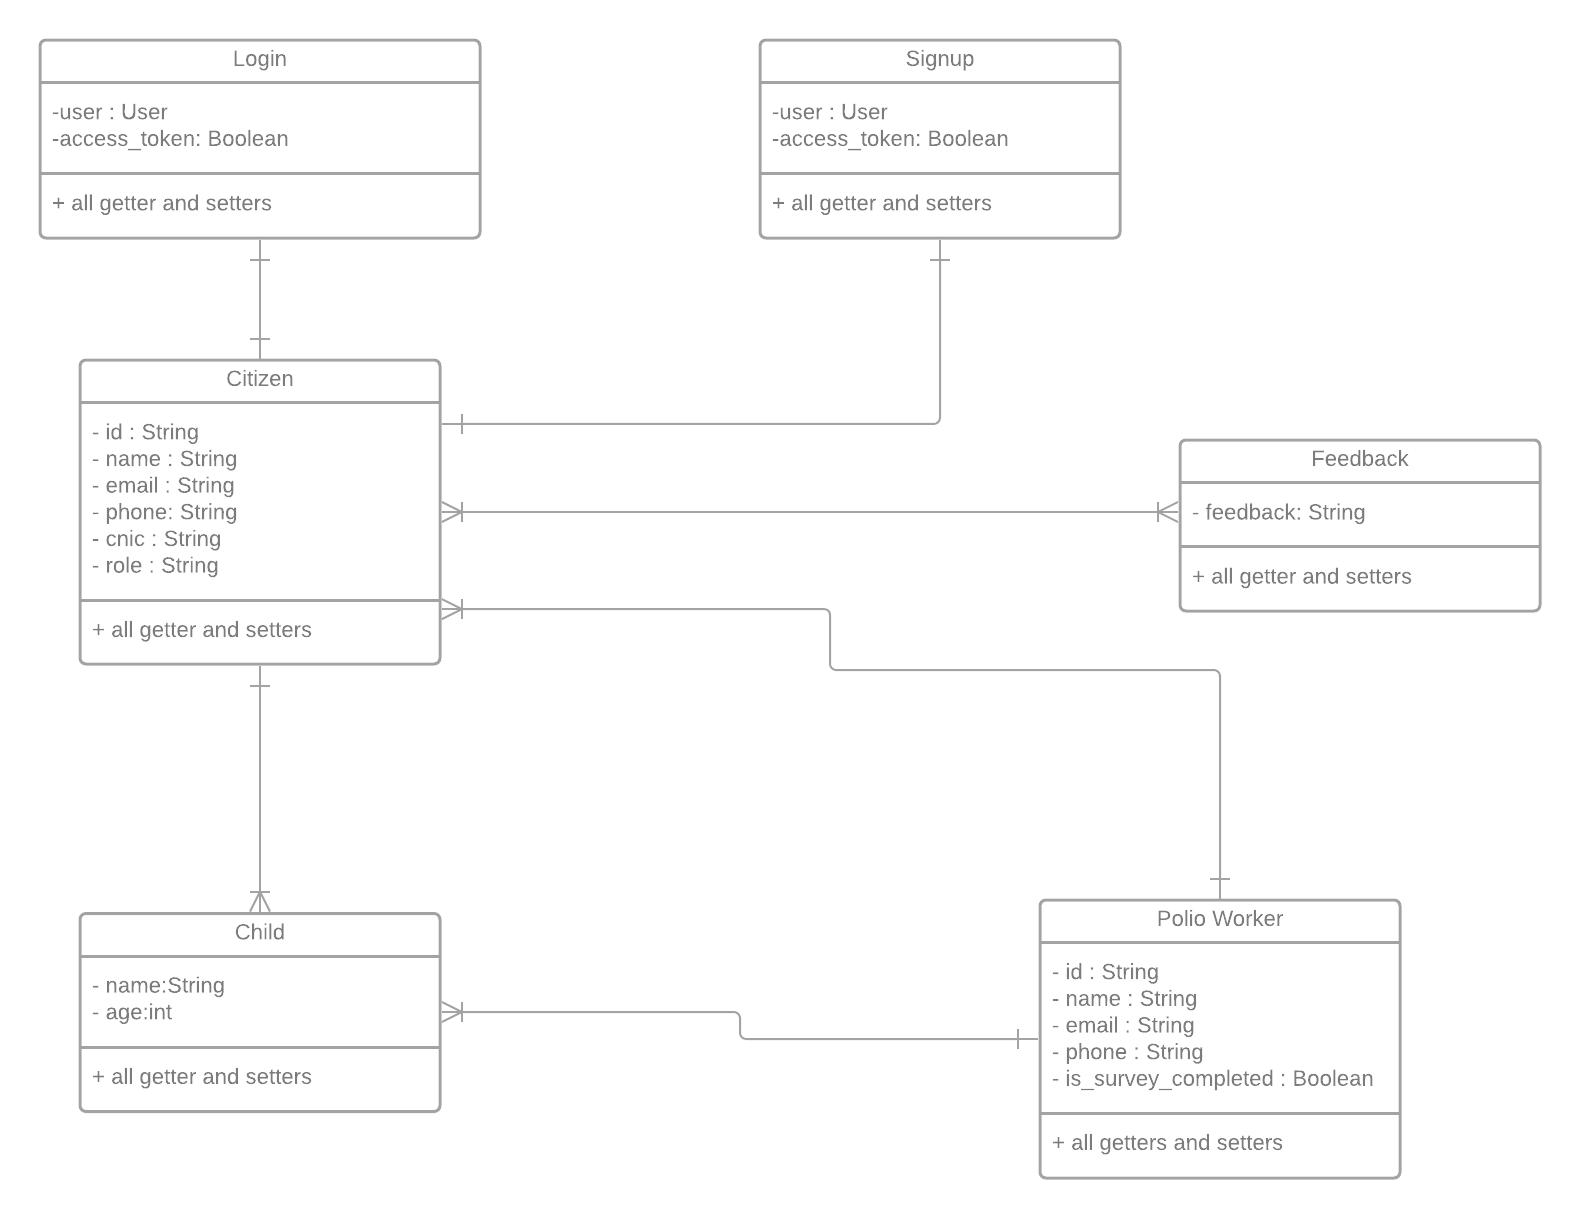 Login
-user : User
-access_token: Boolean
+ all getter and setters
Signup
-user : User
-access_token: Boolean
+ all getter and setters
Citizen
- id : String
- name : String
- email : String
- phone: String
- cnic : String
- role : String
+ all getter and setters
Feedback
- feedback: String
+ all getter and setters
Child
- name:String
- age:int
+ all getter and setters
Polio Worker
- id : String
- name : String
- email : String
- phone : String
- is_survey_completed : Boolean
+ all getters and setters